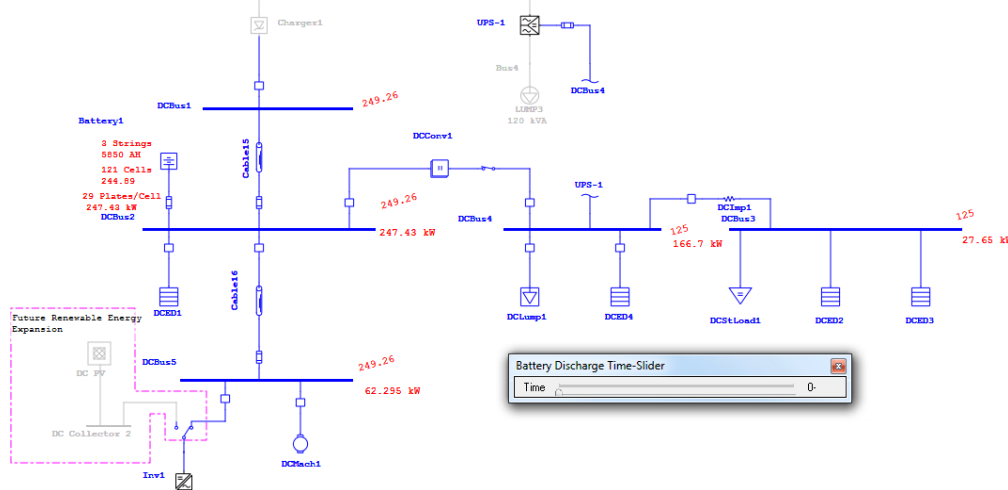 Charger1
UPS-1
Bus4
DCBus4
LUMP3
120 kVA
249.26
DCBus1
Battery1
3 Strings
5850 AH
121 Cells
244.89
29 Plates/Cell
247.43 kW
Cable15
DCConv1
249.26
DCBus2
247.43 kW
UPS-1
DCBus4
125
166.7 kW
DCImp1
DCBus3
125
27.65 kW
Cable16
DCED1
DCLump1
DCED4
DCStLoad1
DCED2
DCED3
Future Renewable Energy
Expansion
DC PV
DC Collector 2
DCBus5
249.26
62.295 kW
Inv1
DCMach1
Battery Discharge Time-Slider
Time
0-